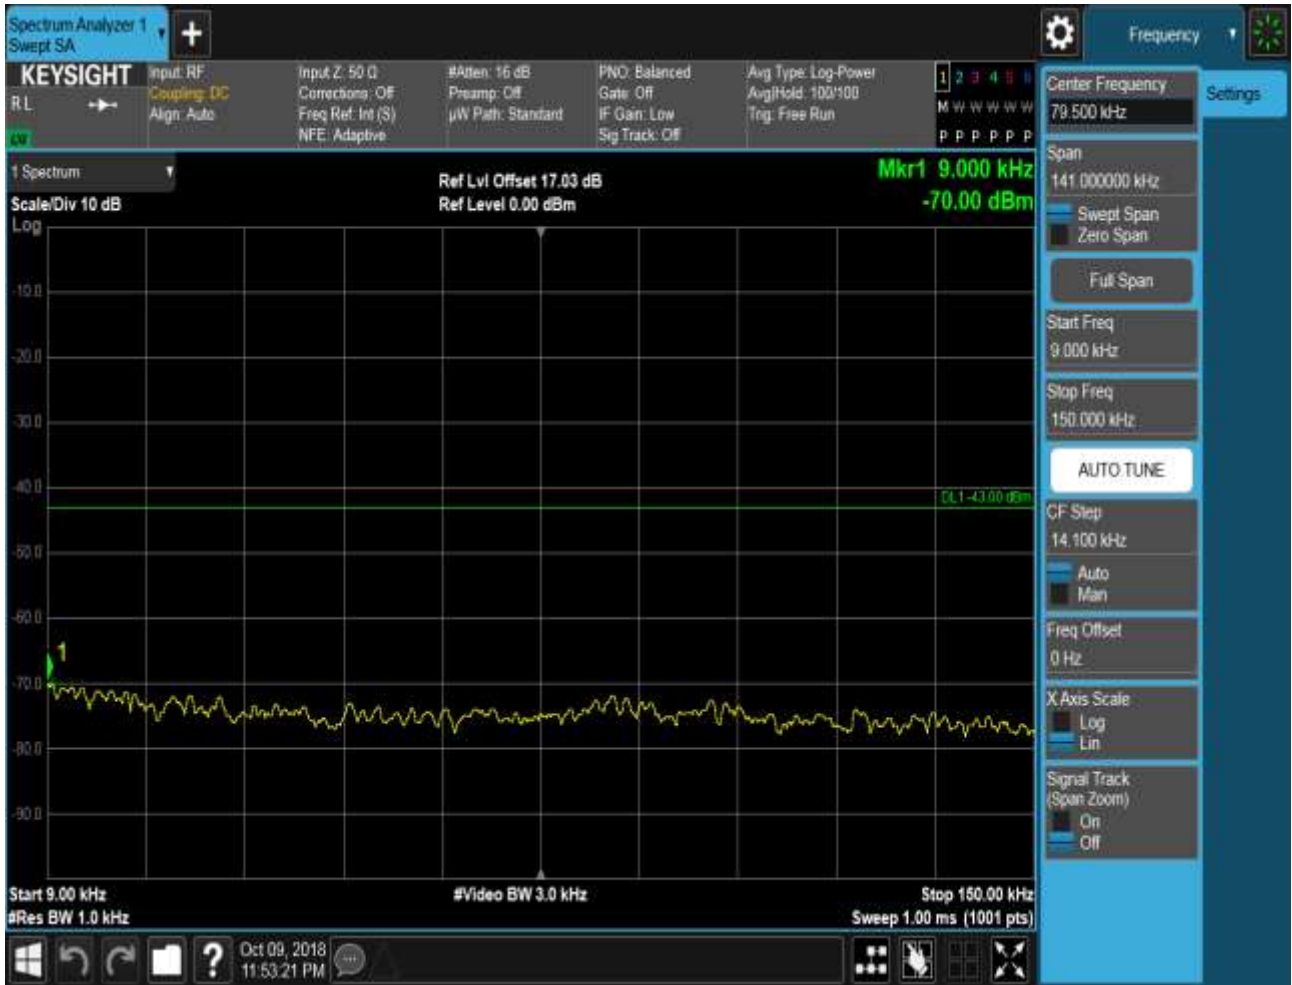 Spectrum Analyzer 1
Swept SA
Frequency
KEYSIGHT
R L
Input: RF
Coupling: DC
Align: Auto
Input Z: 50 Ω
Corrections: Off
Freq Ref: Int (S)
NFE: Adaptive
#Atten: 16 dB
Preamp: Off
µW Path: Standard
PNO: Balanced
Gate: Off
IF Gain: Low
Sig Track: Off
Avg Type: Log-Power
Avg|Hold: 100/100
Trig: Free Run
1 2 3 4 5 6
M W W W W W
P P P P P P
Center Frequency
79.500 kHz
Settings
1 Spectrum
Scale/Div 10 dB
Log
Ref Lvl Offset 17.03 dB
Ref Level 0.00 dBm
Mkr1 9.000 kHz
-70.00 dBm
Span
141.000000 kHz
Swept Span
Zero Span
Full Span
Start Freq
9.000 kHz
Stop Freq
150.000 kHz
AUTO TUNE
CF Step
14.100 kHz
Auto
Man
Freq Offset
0 Hz
X Axis Scale
Log
Lin
Signal Track
(Span Zoom)
On
Off
-10.0
-20.0
-30.0
-40.0
DL1 -43.00 dBm
-50.0
-60.0
1
-70.0
-80.0
-90.0
Start 9.00 kHz
#Video BW 3.0 kHz
Stop 150.00 kHz
#Res BW 1.0 kHz
Sweep 1.00 ms (1001 pts)
?
Oct 09, 2018
11:53:21 PM